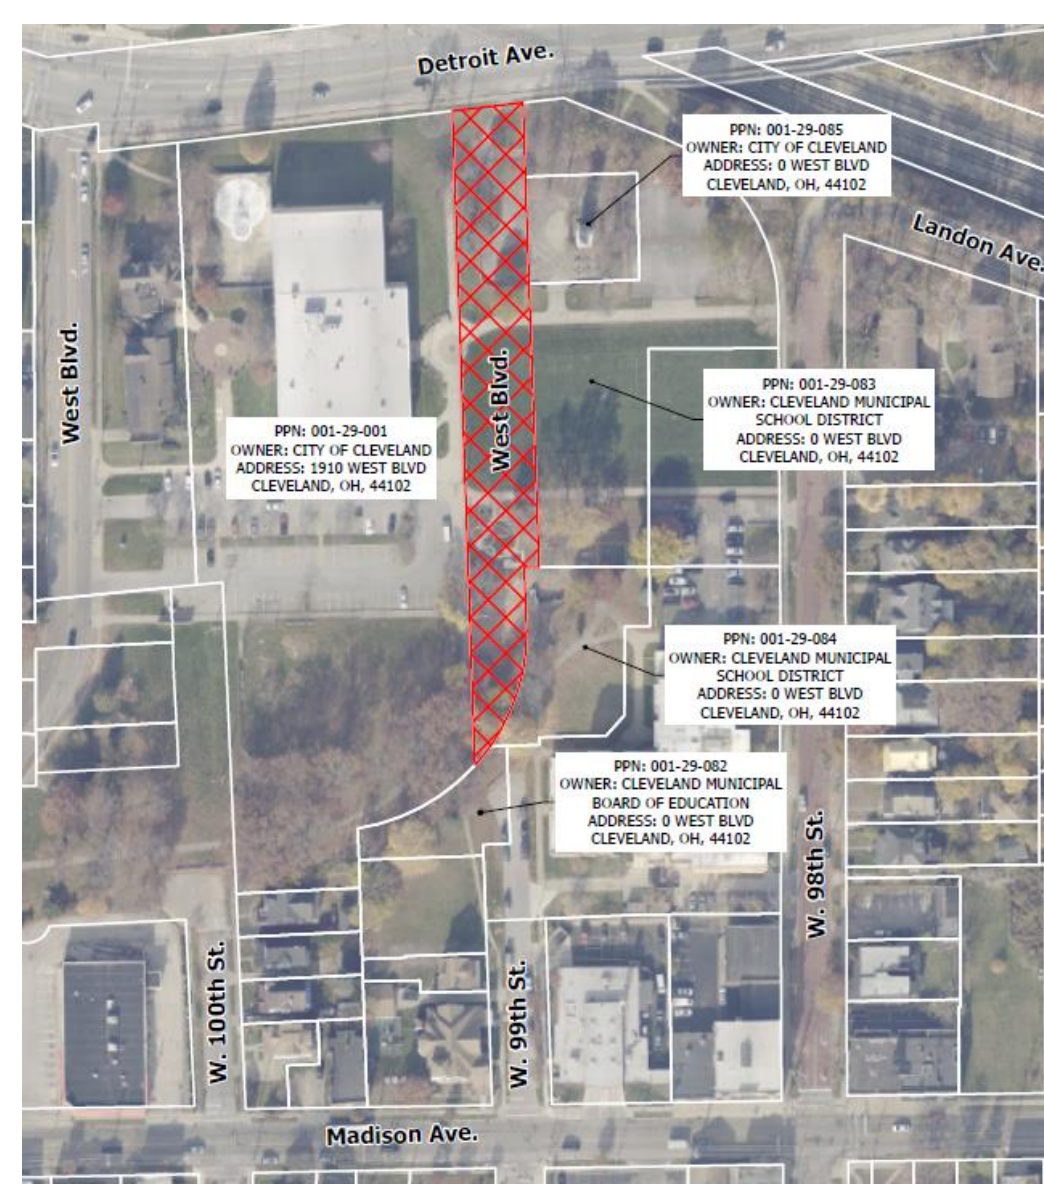 Detroit Ave.
PPN: 001-29-085
OWNER: CITY OF CLEVELAND
ADDRESS: 0 WEST BLVD
CLEVELAND, OH, 44102
Landon Ave.
West Blvd.
West Blvd.
PPN: 001-29-083
OWNER: CLEVELAND MUNICIPAL
SCHOOL DISTRICT
ADDRESS: 0 WEST BLVD
CLEVELAND, OH, 44102
PPN: 001-29-001
OWNER: CITY OF CLEVELAND
ADDRESS: 1910 WEST BLVD
CLEVELAND, OH, 44102
PPN: 001-29-084
OWNER: CLEVELAND MUNICIPAL
SCHOOL DISTRICT
ADDRESS: 0 WEST BLVD
CLEVELAND, OH, 44102
PPN: 001-29-082
OWNER: CLEVELAND MUNICIPAL
BOARD OF EDUCATION
ADDRESS: 0 WEST BLVD
CLEVELAND, OH, 44102
W. 98th St.
W. 100th St.
W. 99th St.
Madison Ave.